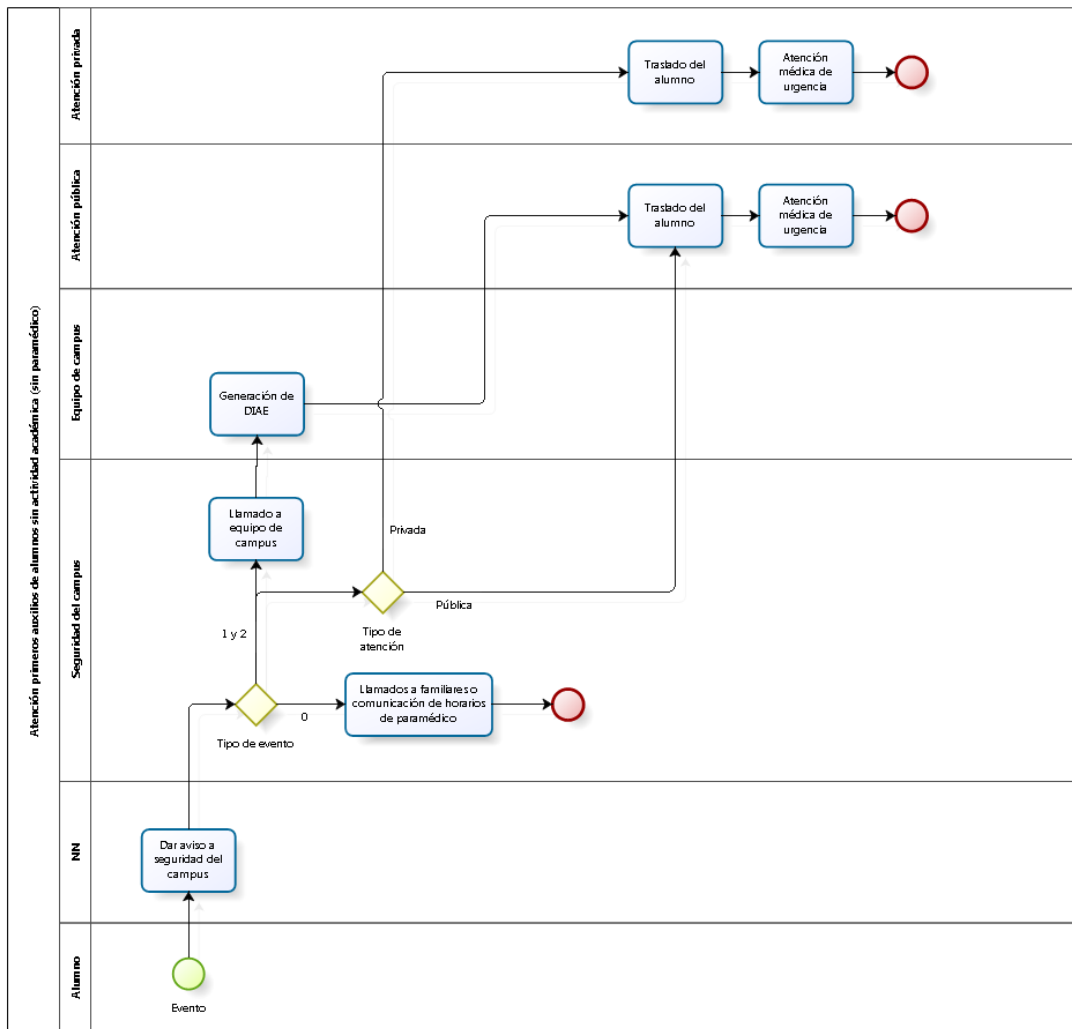 Atención primeros auxilios de alumnos sin actividad académica (sin paramédico)
Atención privada
Traslado del
alumno
Atención
médica de
urgencia
Atención pública
Traslado del
alumno
Atención
médica de
urgencia
Equipo de campus
Generación de
DIAE
Seguridad del campus
Llamado a
equipo de
campus
Privada
Pública
Tipo de
atención
1 y 2
Llamados a familiares o
comunicación de horarios
de paramédico
0
Tipo de evento
NN
Dar aviso a
seguridad del
campus
Alumno
Evento